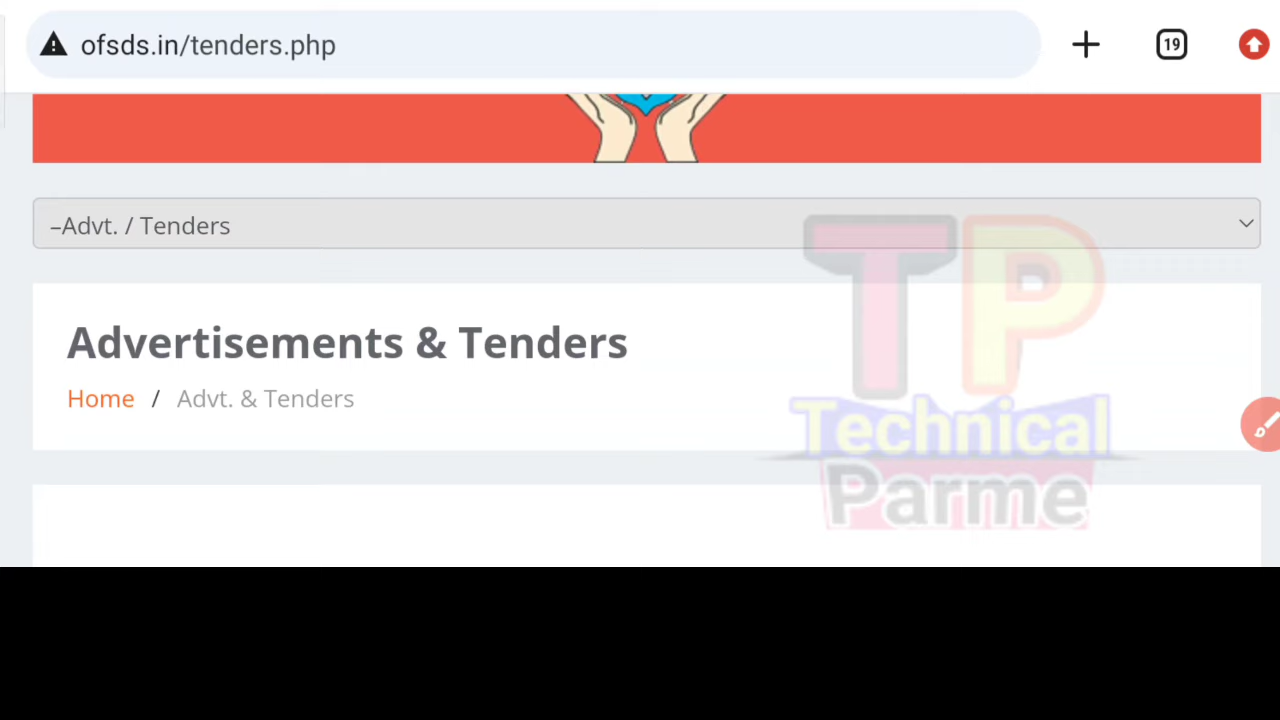 ofsds.in/tenders.php
19
–Advt. / Tenders
Advertisements & Tenders
Home / Advt. & Tenders
TP
Technical
Parme